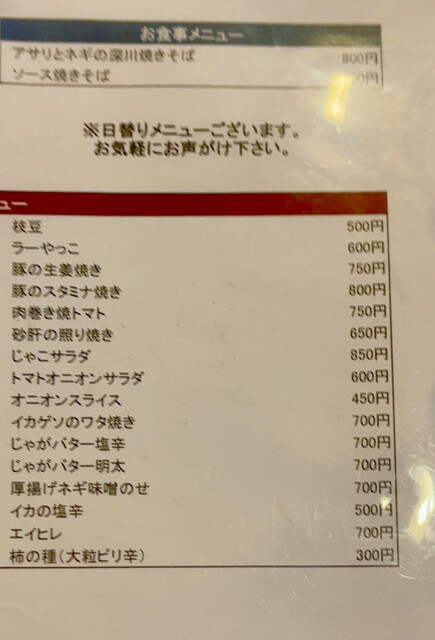 お食事メニュー
アサリとネギの深川焼きそば 800円
ソース焼きそば 00円
※日替りメニューございます。
お気軽にお声がけ下さい。
ュー
枝豆 500円
ラーやっこ 600円
豚の生姜焼き 750円
豚のスタミナ焼き 800円
肉巻き焼トマト 750円
砂肝の照り焼き 650円
じゃこサラダ 850円
トマトオニオンサラダ 600円
オニオンスライス 450円
イカゲソのワタ焼き 700円
じゃがバター塩辛 700円
じゃがバター明太 700円
厚揚げネギ味噌のせ 700円
イカの塩辛 500円
エイヒレ 700円
柿の種（大粒ピリ辛） 300円